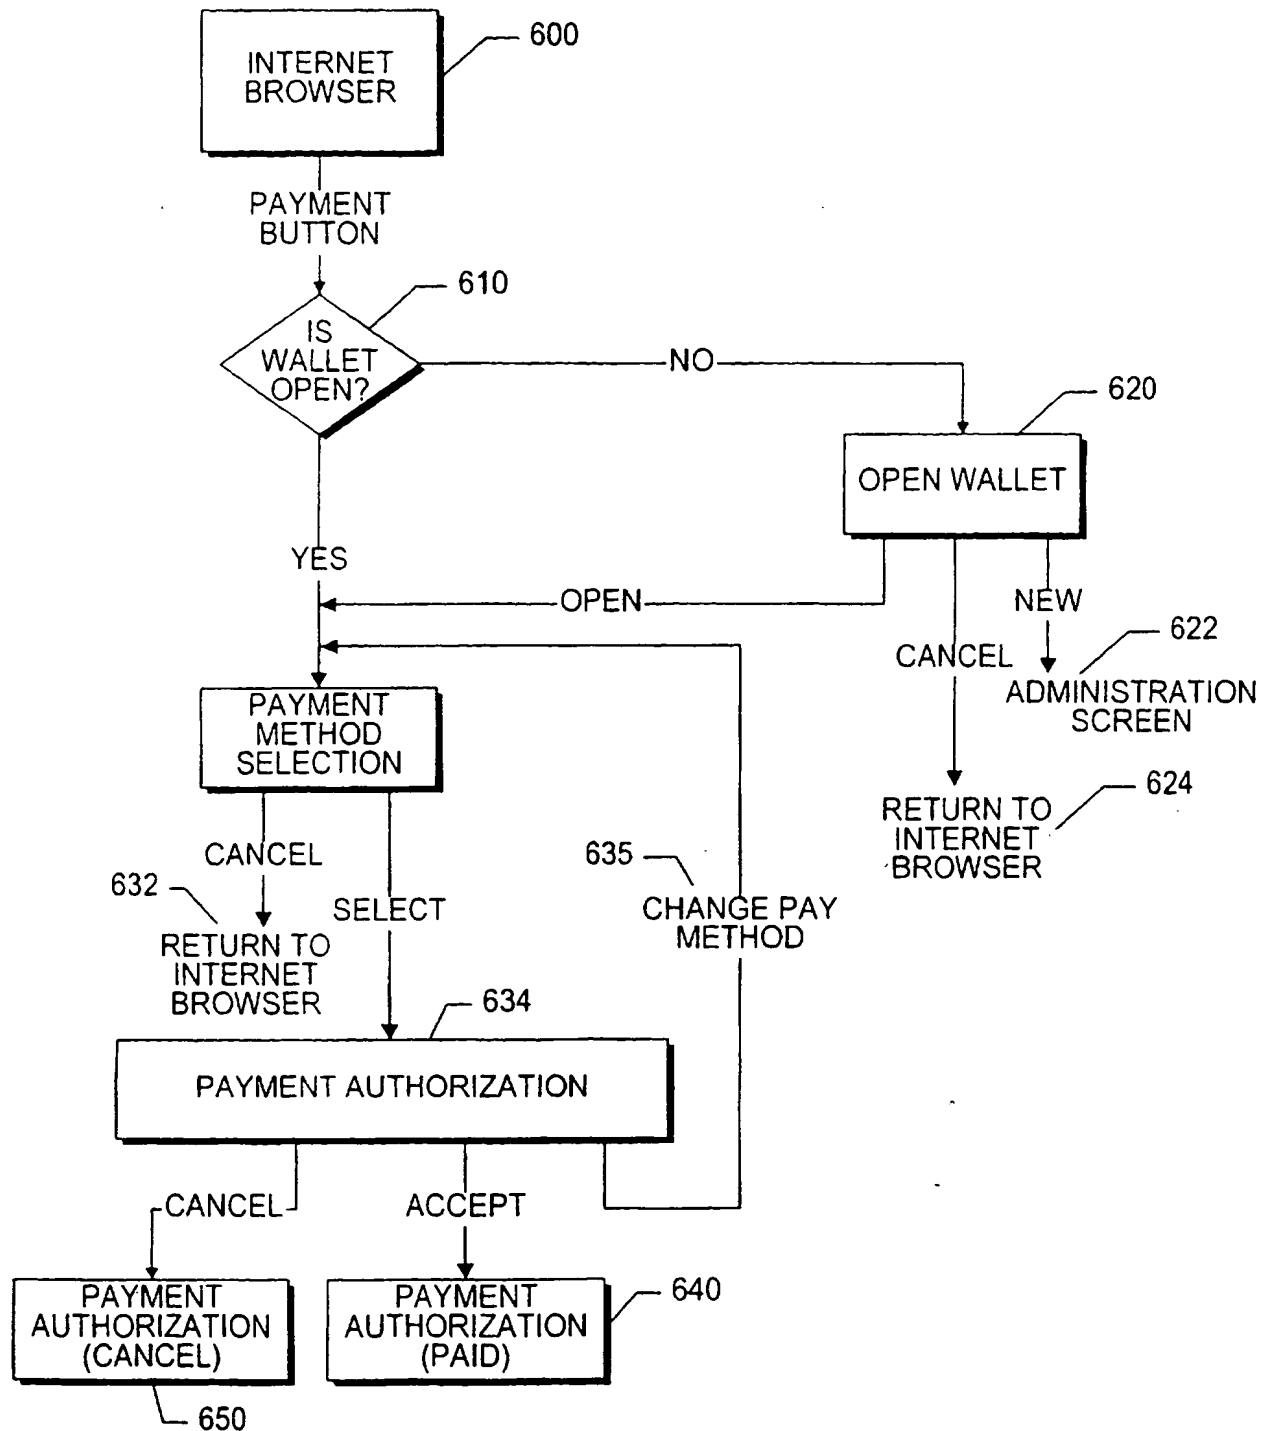 600
INTERNET
BROWSER
PAYMENT
BUTTON
610
IS
WALLET
OPEN?
NO
620
OPEN WALLET
YES
OPEN
NEW
622
CANCEL
ADMINISTRATION
SCREEN
PAYMENT
METHOD
SELECTION
624
RETURN TO
INTERNET
BROWSER
CANCEL
635
632
SELECT
CHANGE PAY
METHOD
RETURN TO
INTERNET
BROWSER
634
PAYMENT AUTHORIZATION
CANCEL
ACCEPT
PAYMENT
AUTHORIZATION
(CANCEL)
PAYMENT
AUTHORIZATION
(PAID)
640
650